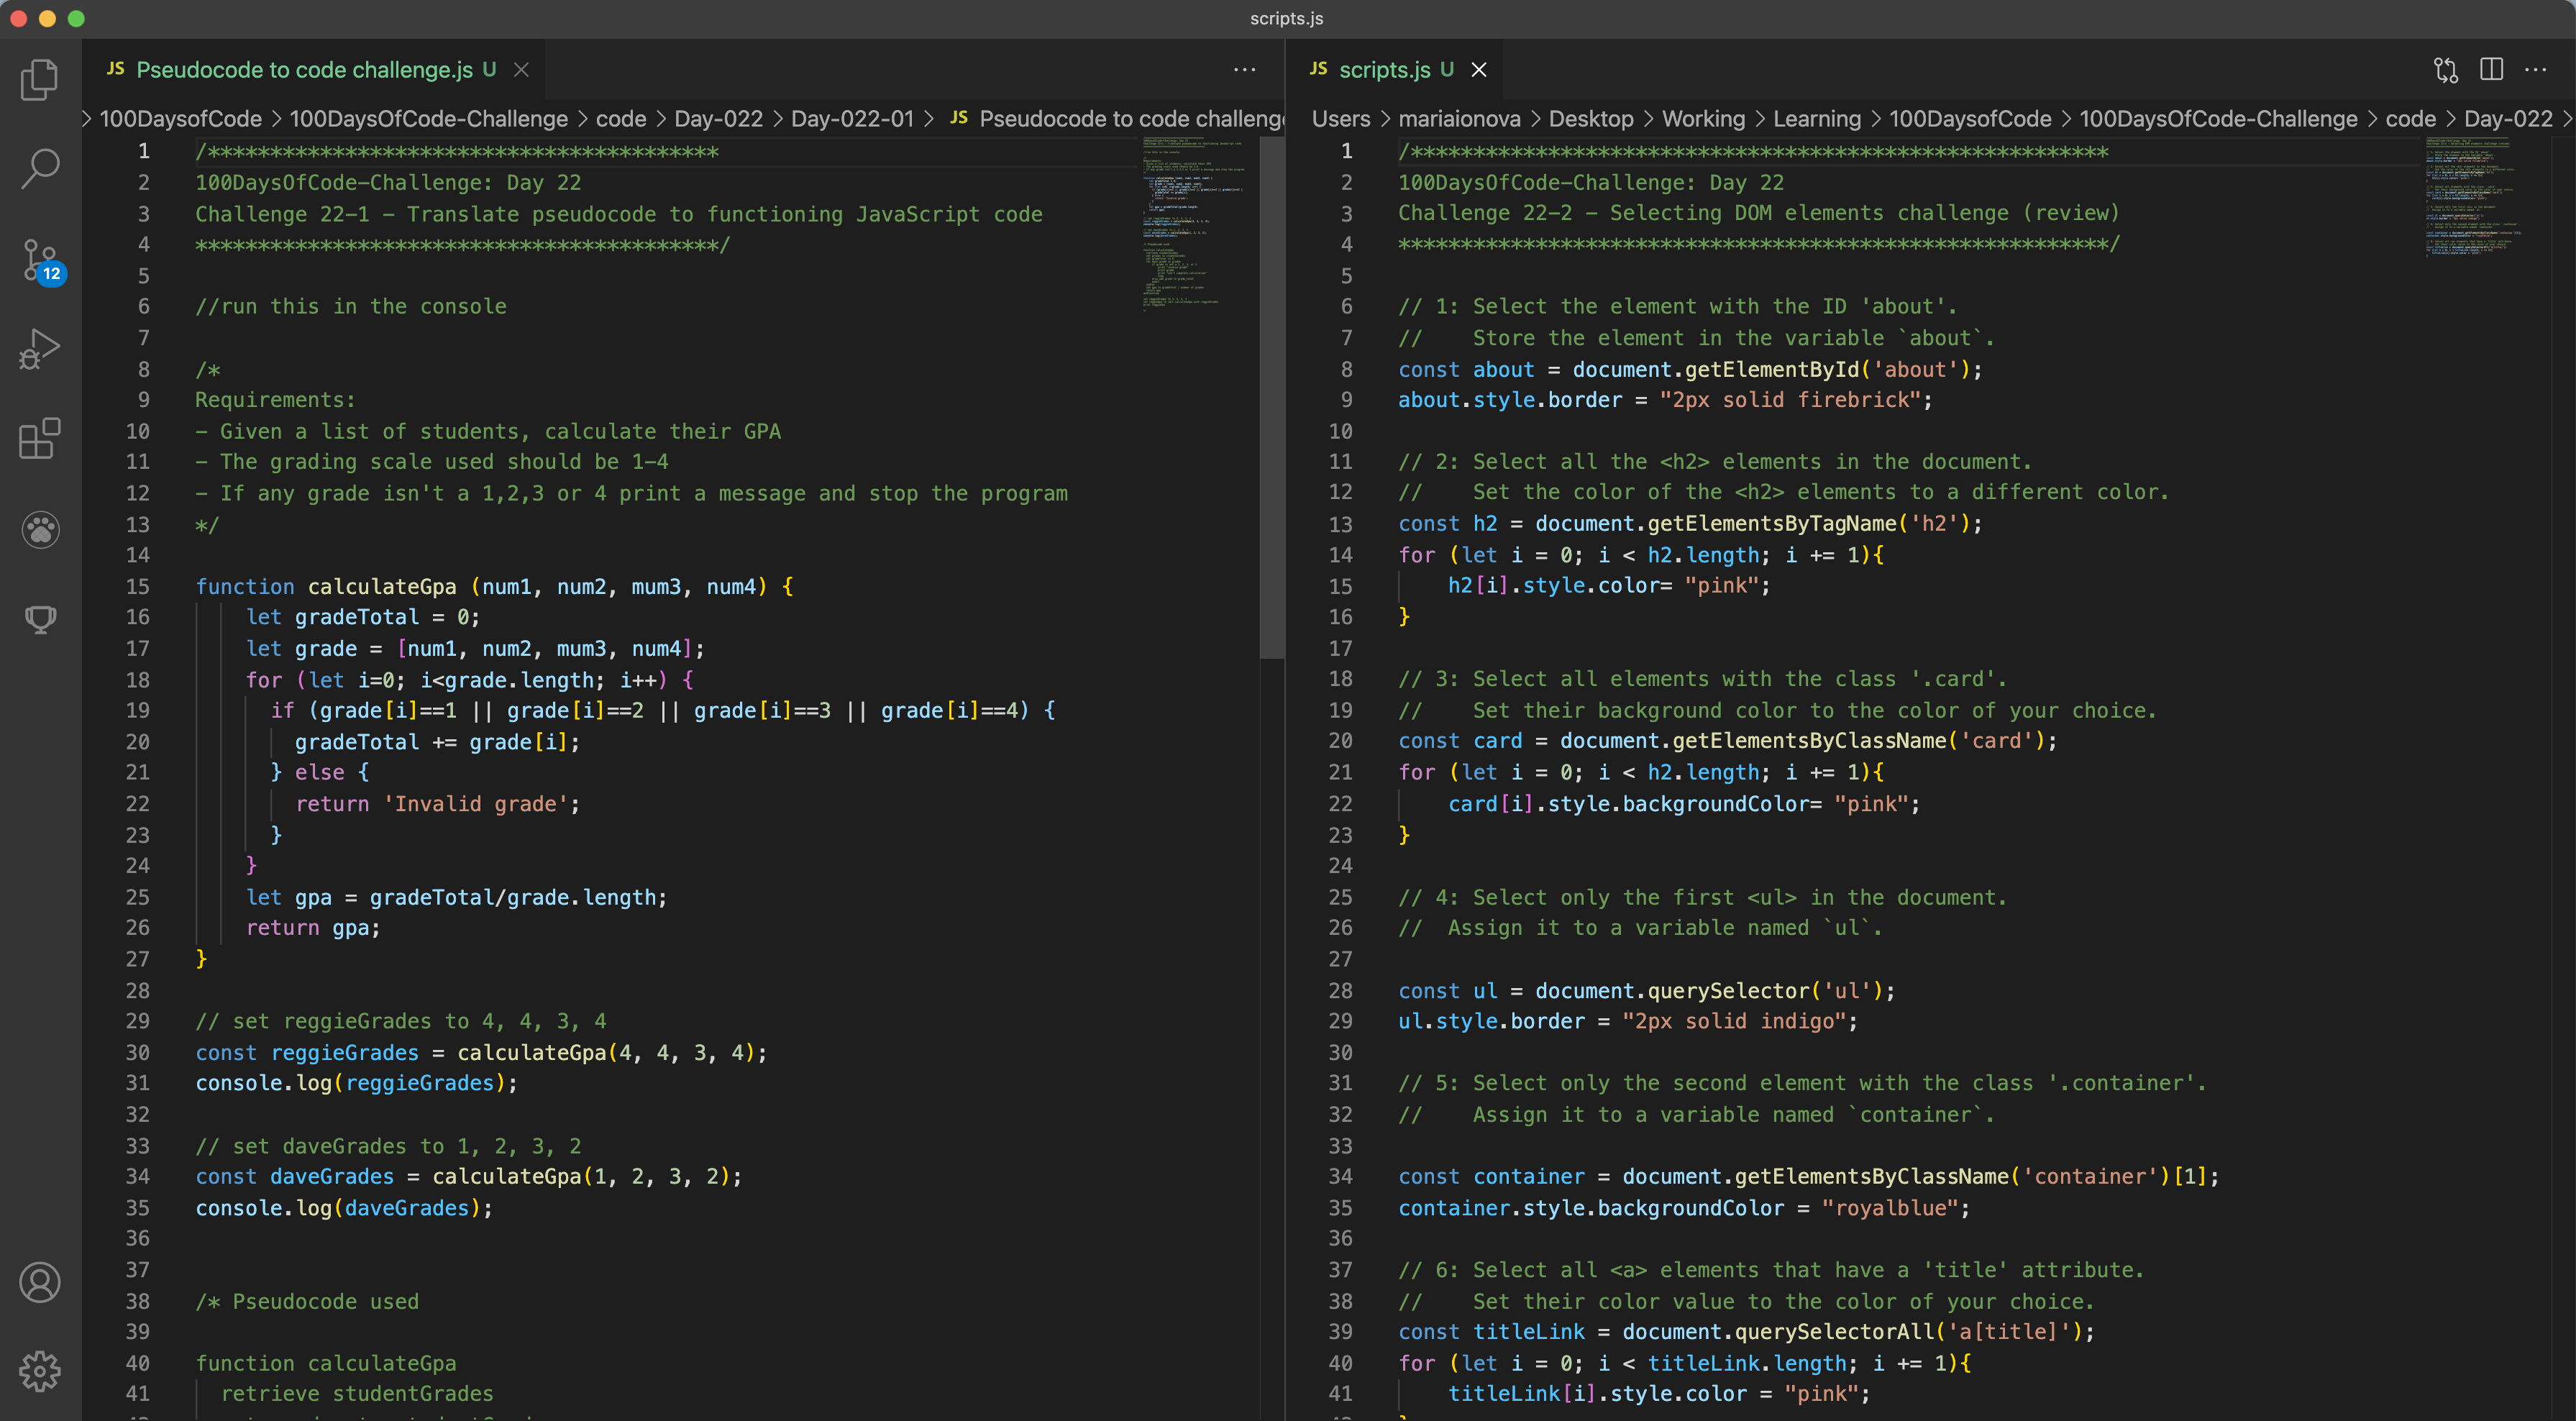 scripts.js
JS Pseudocode to code challenge.js U
100DaysofCode > 100DaysOfCode-Challenge > code > Day-022 > Day-022-01 > JS Pseudocode to code challeng
12
1 /*****************************************
2 100DaysOfCode-Challenge: Day 22
3 Challenge 22-1 - Translate pseudocode to functioning JavaScript code
4 ******************************************/
5
6 //run this in the console
7
8 /*
9 Requirements:
10 - Given a list of students, calculate their GPA
11 - The grading scale used should be 1-4
12 - If any grade isn't a 1,2,3 or 4 print a message and stop the program
13 */
14
15 function calculateGpa (num1, num2, mum3, num4) {
16 let gradeTotal = 0;
17 let grade = [num1, num2, mum3, num4];
18 for (let i=0; i<grade.length; i++) {
19 if (grade[i]==1 || grade[i]==2 || grade[i]==3 || grade[i]==4) {
20 gradeTotal += grade[i];
21 } else {
22 return 'Invalid grade';
23 }
24 }
25 let gpa = gradeTotal/grade.length;
26 return gpa;
27 }
28
29 // set reggieGrades to 4, 4, 3, 4
30 const reggieGrades = calculateGpa(4, 4, 3, 4);
31 console.log(reggieGrades);
32
33 // set daveGrades to 1, 2, 3, 2
34 const daveGrades = calculateGpa(1, 2, 3, 2);
35 console.log(daveGrades);
36
37
38 /* Pseudocode used
39
40 function calculateGpa
41 retrieve studentGrades
JS scripts.js U
Users > mariaionova > Desktop > Working > Learning > 100DaysofCode > 100DaysOfCode-Challenge > code > Day-022 >
1 /********************************************************
2 100DaysOfCode-Challenge: Day 22
3 Challenge 22-2 - Selecting DOM elements challenge (review)
4 *********************************************************/
5
6 // 1: Select the element with the ID 'about'.
7 // Store the element in the variable `about`.
8 const about = document.getElementById('about');
9 about.style.border = "2px solid firebrick";
10
11 // 2: Select all the <h2> elements in the document.
12 // Set the color of the <h2> elements to a different color.
13 const h2 = document.getElementsByTagName('h2');
14 for (let i = 0; i < h2.length; i += 1){
15 h2[i].style.color= "pink";
16 }
17
18 // 3: Select all elements with the class '.card'.
19 // Set their background color to the color of your choice.
20 const card = document.getElementsByClassName('card');
21 for (let i = 0; i < h2.length; i += 1){
22 card[i].style.backgroundColor= "pink";
23 }
24
25 // 4: Select only the first <ul> in the document.
26 // Assign it to a variable named `ul`.
27
28 const ul = document.querySelector('ul');
29 ul.style.border = "2px solid indigo";
30
31 // 5: Select only the second element with the class '.container'.
32 // Assign it to a variable named `container`.
33
34 const container = document.getElementsByClassName('container')[1];
35 container.style.backgroundColor = "royalblue";
36
37 // 6: Select all <a> elements that have a 'title' attribute.
38 // Set their color value to the color of your choice.
39 const titleLink = document.querySelectorAll('a[title]');
40 for (let i = 0; i < titleLink.length; i += 1){
41 titleLink[i].style.color = "pink";